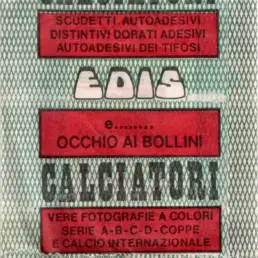 CALCIATORI
SCUDETTI, AUTOADESIVI
DISTINTIVI DORATI ADESIVI
AUTOADESIVI DEI TIFOSI
EDIS
e........
OCCHIO AI BOLLINI
CALCIATORI
VERE FOTOGRAFIE A COLORI
SERIE A-B-C-D-COPPE
E CALCIO INTERNAZIONALE